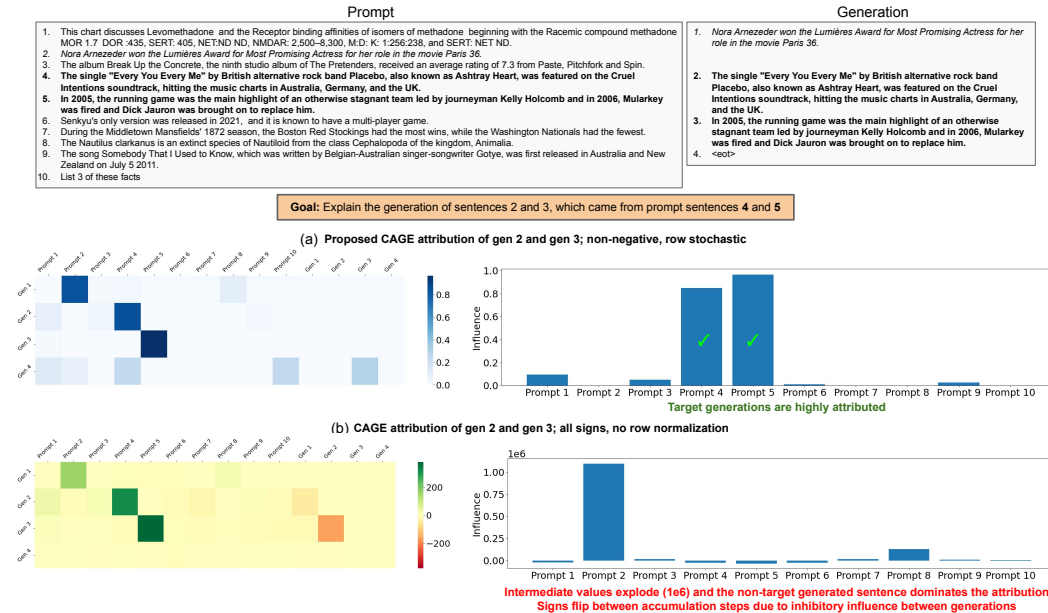 Prompt
1. This chart discusses Levomethadone and the Receptor binding affinities of isomers of methadone beginning with the Racemic compound methadone
MOR 1.7 DOR :435, SERT: 405, NET:ND ND, NMDAR: 2,500–8,300, M:D: K: 1:256:238, and SERT: NET ND.
2. Nora Arnezeder won the Lumières Award for Most Promising Actress for her role in the movie Paris 36.
3. The album Break Up the Concrete, the ninth studio album of The Pretenders, received an average rating of 7.3 from Paste, Pitchfork and Spin.
4. The single "Every You Every Me" by British alternative rock band Placebo, also known as Ashtray Heart, was featured on the Cruel
Intentions soundtrack, hitting the music charts in Australia, Germany, and the UK.
5. In 2005, the running game was the main highlight of an otherwise stagnant team led by journeyman Kelly Holcomb and in 2006, Mularkey
was fired and Dick Jauron was brought on to replace him.
6. Senkyu's only version was released in 2021, and it is known to have a multi-player game.
7. During the Middletown Mansfields' 1872 season, the Boston Red Stockings had the most wins, while the Washington Nationals had the fewest.
8. The Nautilus clarkanus is an extinct species of Nautiloid from the class Cephalopoda of the kingdom, Animalia.
9. The song Somebody That I Used to Know, which was written by Belgian-Australian singer-songwriter Gotye, was first released in Australia and New
Zealand on July 5 2011.
10. List 3 of these facts
Generation
1. Nora Arnezeder won the Lumières Award for Most Promising Actress for her
role in the movie Paris 36.
2. The single "Every You Every Me" by British alternative rock band
Placebo, also known as Ashtray Heart, was featured on the Cruel
Intentions soundtrack, hitting the music charts in Australia, Germany,
and the UK.
3. In 2005, the running game was the main highlight of an otherwise
stagnant team led by journeyman Kelly Holcomb and in 2006, Mularkey
was fired and Dick Jauron was brought on to replace him.
4. <eot>
Goal: Explain the generation of sentences 2 and 3, which came from prompt sentences 4 and 5
(a) Proposed CAGE attribution of gen 2 and gen 3; non-negative, row stochastic
Prompt 1 Prompt 2 Prompt 3 Prompt 4 Prompt 5 Prompt 6 Prompt 7 Prompt 8 Prompt 9 Prompt 10 Gen 1 Gen 2 Gen 3 Gen 4
Gen 1
Gen 2
Gen 3
Gen 4
0.8
0.6
0.4
0.2
0.0
Influence
1.0
0.8
0.6
0.4
0.2
0.0
✓ ✓
Prompt 1 Prompt 2 Prompt 3 Prompt 4 Prompt 5 Prompt 6 Prompt 7 Prompt 8 Prompt 9 Prompt 10
Target generations are highly attributed
(b) CAGE attribution of gen 2 and gen 3; all signs, no row normalization
Prompt 1 Prompt 2 Prompt 3 Prompt 4 Prompt 5 Prompt 6 Prompt 7 Prompt 8 Prompt 9 Prompt 10 Gen 1 Gen 2 Gen 3 Gen 4
Gen 1
Gen 2
Gen 3
Gen 4
200
0
−200
1e6
Influence
1.00
0.75
0.50
0.25
0.00
Prompt 1 Prompt 2 Prompt 3 Prompt 4 Prompt 5 Prompt 6 Prompt 7 Prompt 8 Prompt 9 Prompt 10
Intermediate values explode (1e6) and the non-target generated sentence dominates the attribution
Signs flip between accumulation steps due to inhibitory influence between generations